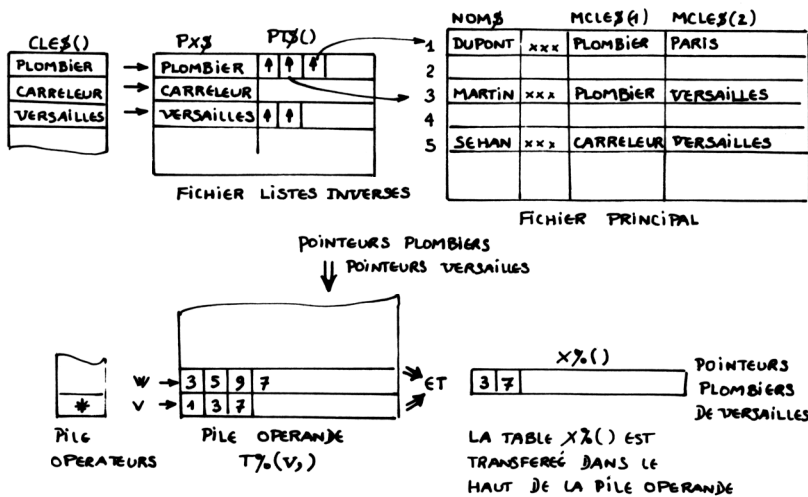 CLE$() PX$ PT$() NOM$ MCLE$(1) MCLE$(2)
PLOMBIER PLOMBIER 1 DUPONT xxx PLOMBIER PARIS
CARRELEUR CARRELEUR 2
VERSAILLES VERSAILLES 3 MARTIN xxx PLOMBIER VERSAILLES
4
5 SEHAN xxx CARRELEUR VERSAILLES
FICHIER LISTES INVERSES
FICHIER PRINCIPAL
POINTEURS PLOMBIERS
POINTEURS VERSAILLES
X%()
W 3 5 9 7 ET 3 7 POINTEURS
* V 1 3 7 PLOMBIERS
DE VERSAILLES
PILE OPERATEURS
PILE OPERANDE
T%(V,)
LA TABLE X%() EST
TRANSFEREÉ DANS LE
HAUT DE LA PILE OPERANDE